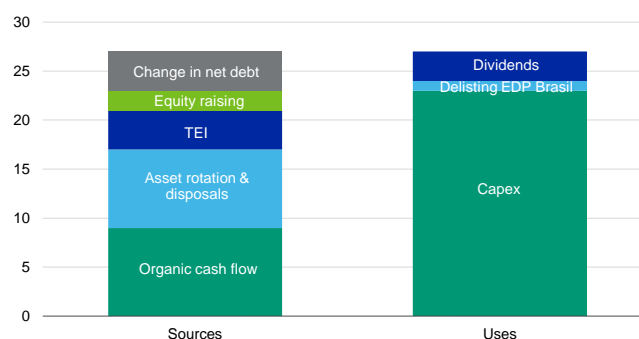 30
25
20
15
10
5
0
Change in net debt
Equity raising
TEI
Asset rotation &
disposals
Organic cash flow
Dividends
Delisting EDP Brasil
Capex
Sources
Uses